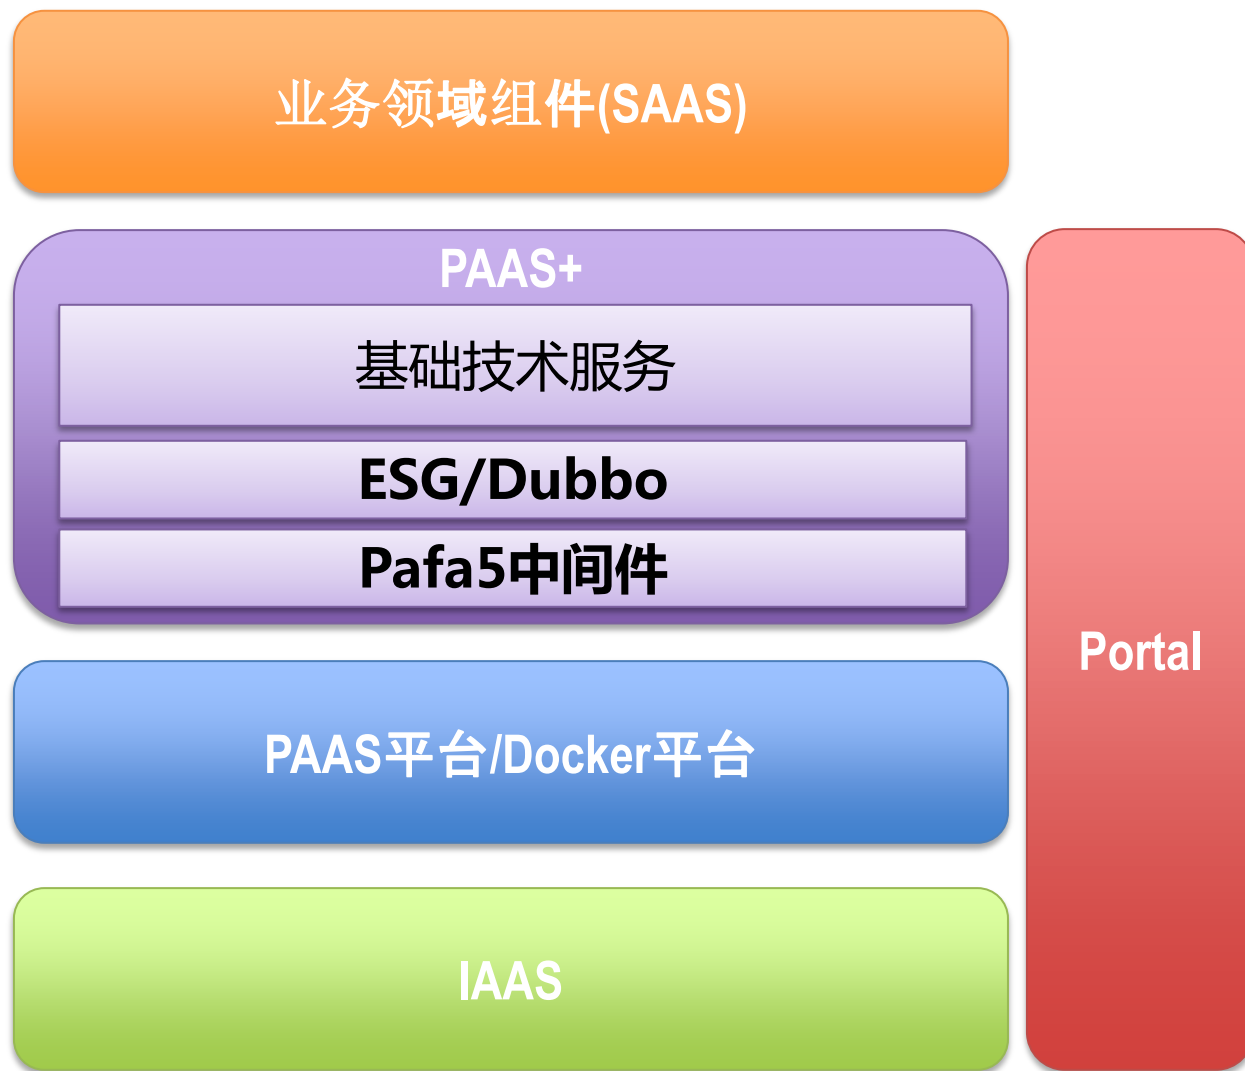 业务领域组件(SAAS)
PAAS+
基础技术服务
ESG/Dubbo
Pafa5中间件
Portal
PAAS平台/Docker平台
IAAS